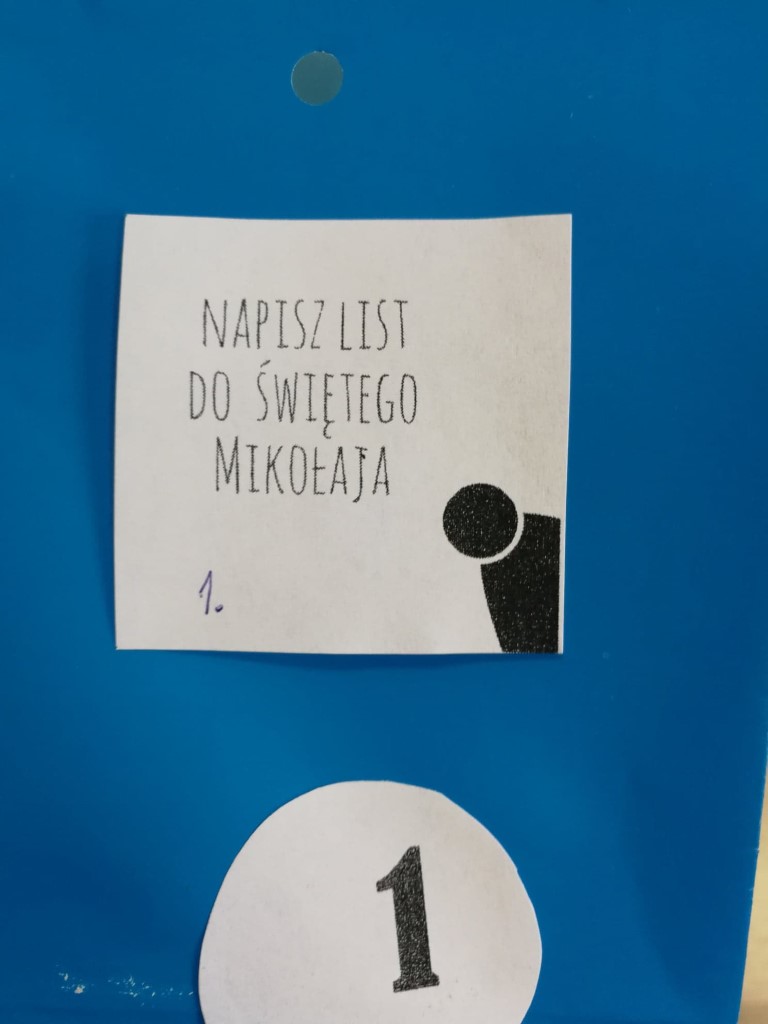 NAPISZ LIST
DO ŚWIĘTEGO
MIKOŁAJA
1.
1